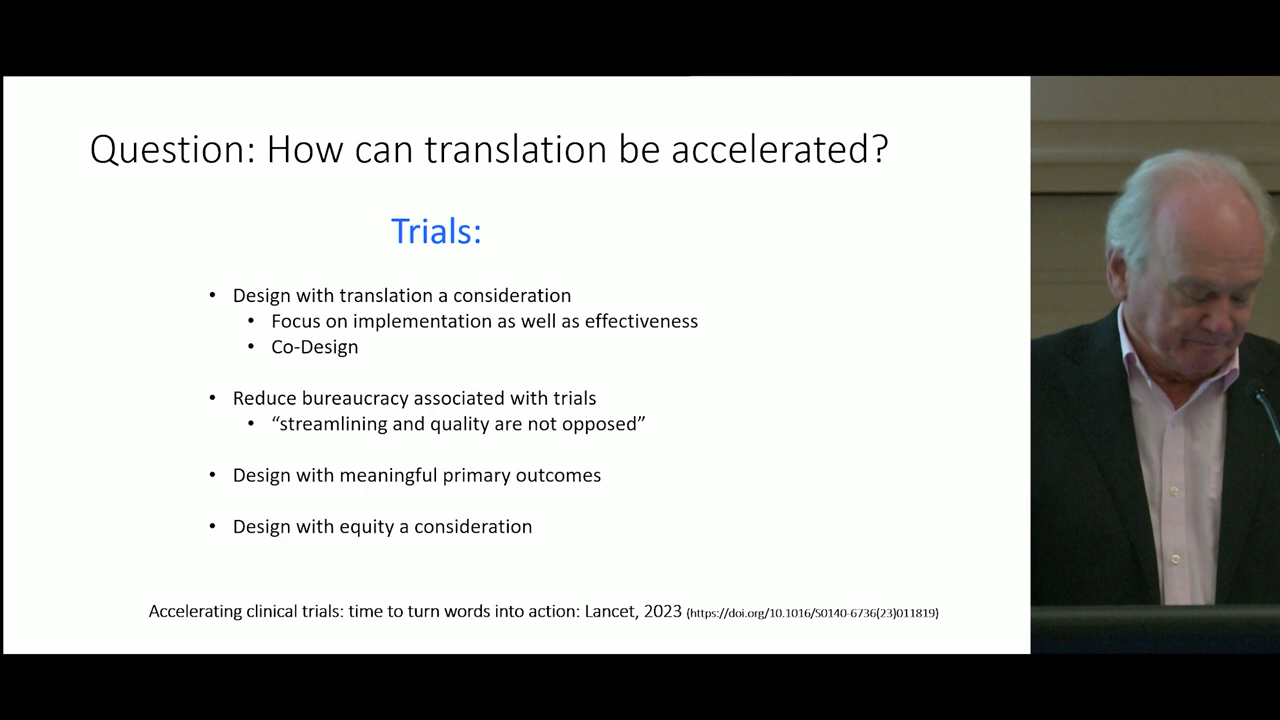 Question: How can translation be accelerated?
Trials:
• Design with translation a consideration
• Focus on implementation as well as effectiveness
• Co-Design
• Reduce bureaucracy associated with trials
• “streamlining and quality are not opposed”
• Design with meaningful primary outcomes
• Design with equity a consideration
Accelerating clinical trials: time to turn words into action: Lancet, 2023 (https://doi.org/10.1016/S0140-6736(23)011819)